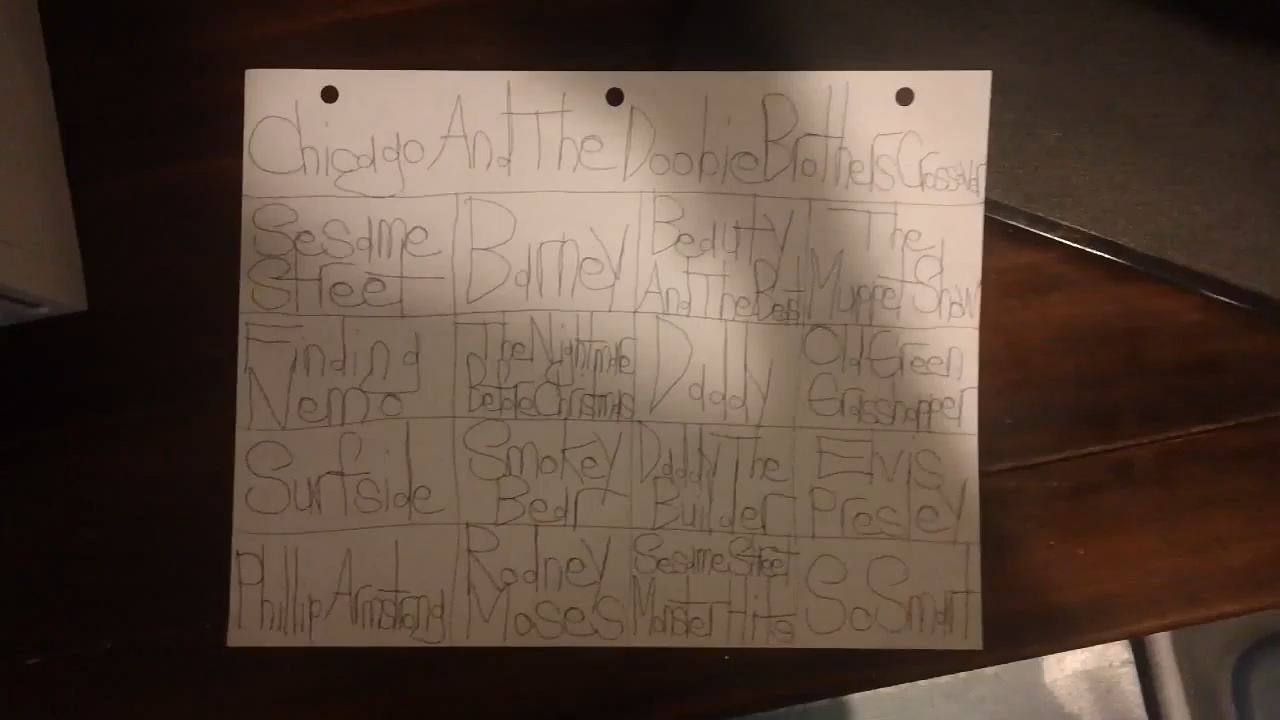 Chicago And The Doobie Brothers Crossover
Sesame
Street
Barney
Beauty
And The Beast
The
Muppet Show
Finding
Nemo
The Nightmare
Before Christmas
Daddy
Old Green
Grasshopper
Surfside
Smokey
Bear
Daddy The
Builder
Elvis
Presley
Phillip Armstrong
Rodney
Moses
Sesame Street
Monster Hits
So Smart